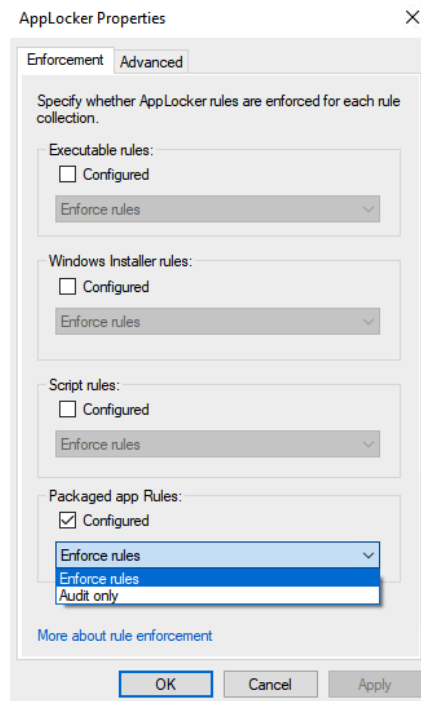 AppLocker Properties
Enforcement Advanced
Specify whether AppLocker rules are enforced for each rule
collection.
Executable rules:
Configured
Enforce rules
Windows Installer rules:
Configured
Enforce rules
Script rules:
Configured
Enforce rules
Packaged app Rules:
Configured
Enforce rules
Enforce rules
Audit only
More about rule enforcement
OK Cancel Apply